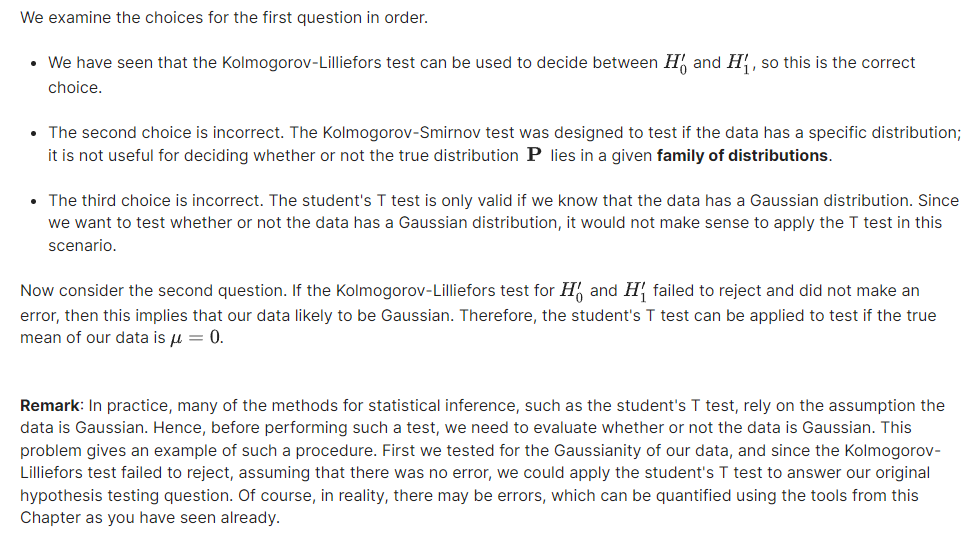 We examine the choices for the first question in order.
• We have seen that the Kolmogorov-Lilliefors test can be used to decide between H′₀ and H′₁, so this is the correct
choice.
• The second choice is incorrect. The Kolmogorov-Smirnov test was designed to test if the data has a specific distribution;
it is not useful for deciding whether or not the true distribution P lies in a given family of distributions.
• The third choice is incorrect. The student's T test is only valid if we know that the data has a Gaussian distribution. Since
we want to test whether or not the data has a Gaussian distribution, it would not make sense to apply the T test in this
scenario.
Now consider the second question. If the Kolmogorov-Lilliefors test for H′₀ and H′₁ failed to reject and did not make an
error, then this implies that our data likely to be Gaussian. Therefore, the student's T test can be applied to test if the true
mean of our data is μ = 0.
Remark: In practice, many of the methods for statistical inference, such as the student's T test, rely on the assumption the
data is Gaussian. Hence, before performing such a test, we need to evaluate whether or not the data is Gaussian. This
problem gives an example of such a procedure. First we tested for the Gaussianity of our data, and since the Kolmogorov-
Lilliefors test failed to reject, assuming that there was no error, we could apply the student's T test to answer our original
hypothesis testing question. Of course, in reality, there may be errors, which can be quantified using the tools from this
Chapter as you have seen already.